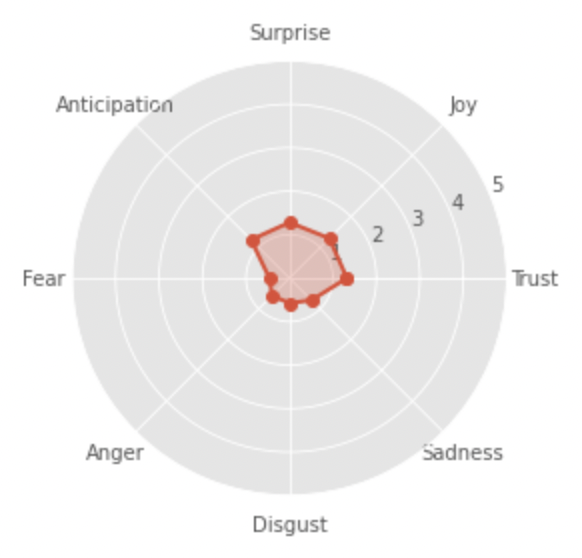 Surprise
Anticipation
Joy
5
4
3
2
1
Fear
Trust
Anger
Sadness
Disgust